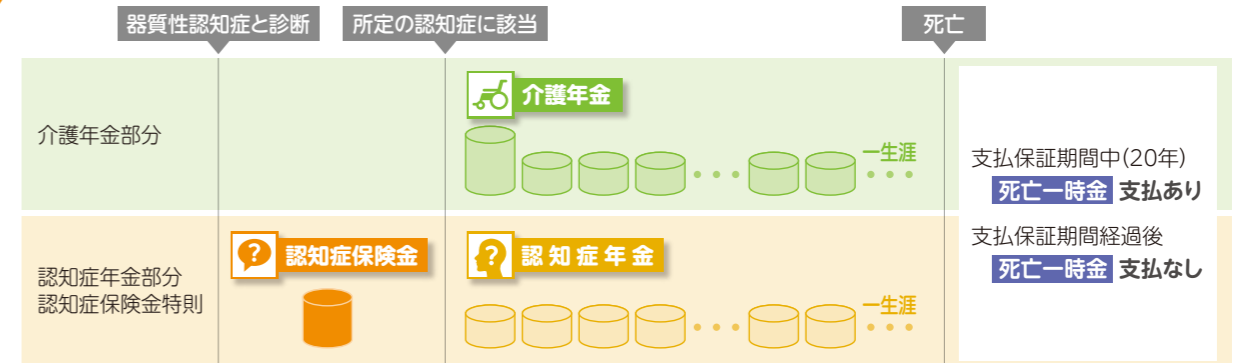 器質性認知症と診断
所定の認知症に該当
死亡
介護年金部分
介護年金
一生涯
支払保証期間中(20年)
死亡一時金 支払あり
支払保証期間経過後
死亡一時金 支払なし
認知症年金部分
認知症保険金特則
?
認知症保険金
?
認知症年金
一生涯